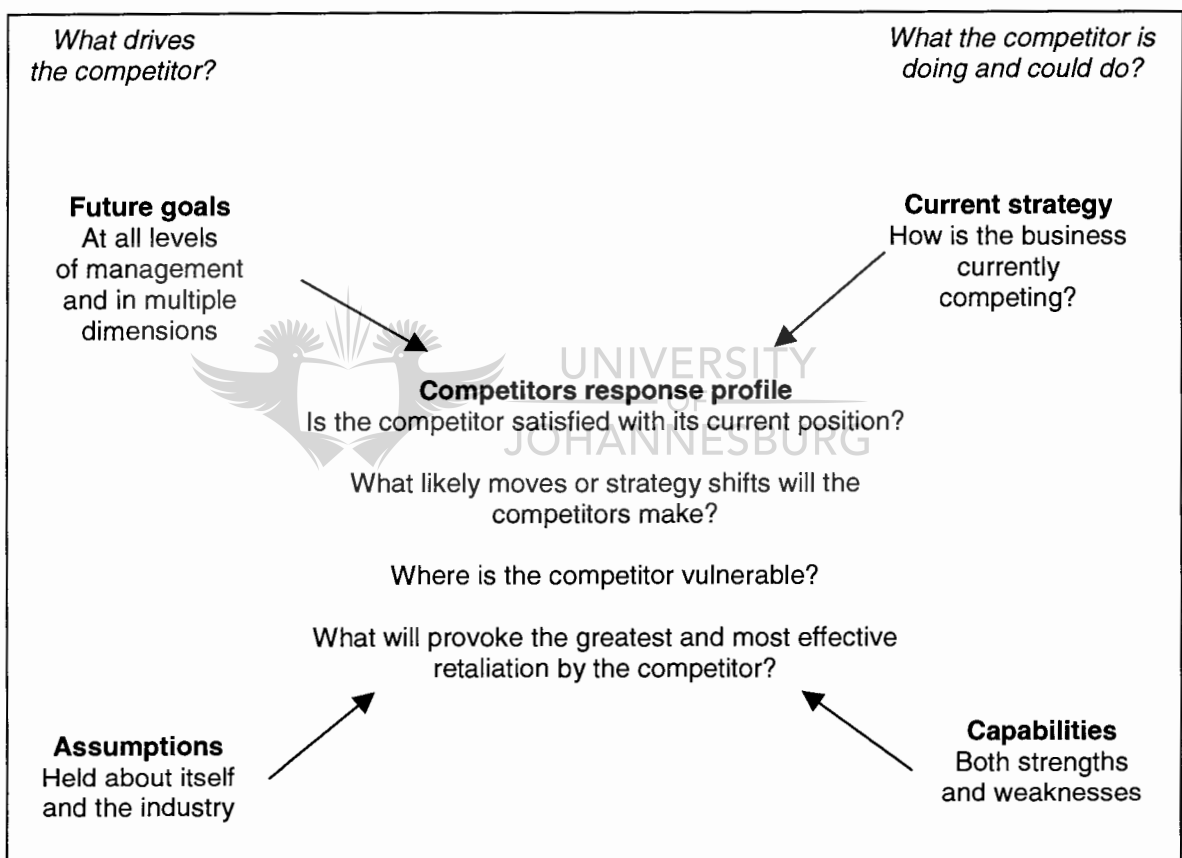 What drives
the competitor?
What the competitor is
doing and could do?
Future goals
At all levels
of management
and in multiple
dimensions
Current strategy
How is the business
currently
competing?
UNIVERSITY
OF
JOHANNESBURG
Competitors response profile
Is the competitor satisfied with its current position?
What likely moves or strategy shifts will the
competitors make?
Where is the competitor vulnerable?
What will provoke the greatest and most effective
retaliation by the competitor?
Assumptions
Held about itself
and the industry
Capabilities
Both strengths
and weaknesses